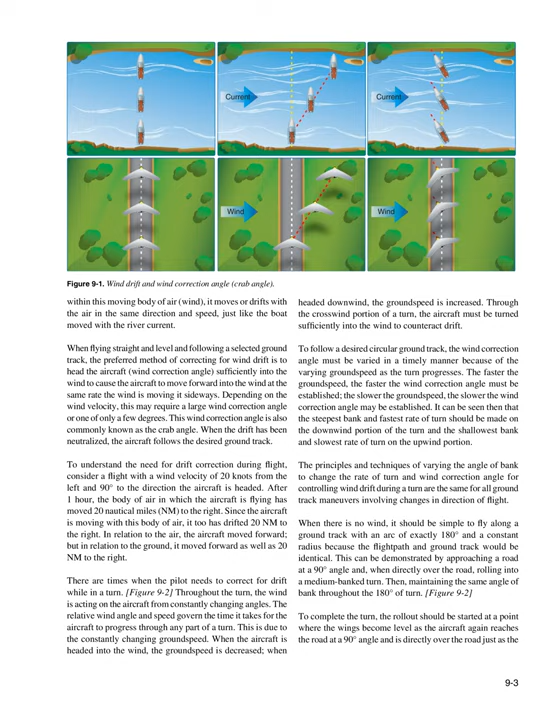 Current
Current
Wind
Wind
Figure 9-1. Wind drift and wind correction angle (crab angle).
within this moving body of air (wind), it moves or drifts with
the air in the same direction and speed, just like the boat
moved with the river current.
When flying straight and level and following a selected ground
track, the preferred method of correcting for wind drift is to
head the aircraft (wind correction angle) sufficiently into the
wind to cause the aircraft to move forward into the wind at the
same rate the wind is moving it sideways. Depending on the
wind velocity, this may require a large wind correction angle
or one of only a few degrees. This wind correction angle is also
commonly known as the crab angle. When the drift has been
neutralized, the aircraft follows the desired ground track.
To understand the need for drift correction during flight,
consider a flight with a wind velocity of 20 knots from the
left and 90° to the direction the aircraft is headed. After
1 hour, the body of air in which the aircraft is flying has
moved 20 nautical miles (NM) to the right. Since the aircraft
is moving with this body of air, it too has drifted 20 NM to
the right. In relation to the air, the aircraft moved forward;
but in relation to the ground, it moved forward as well as 20
NM to the right.
There are times when the pilot needs to correct for drift
while in a turn. [Figure 9-2] Throughout the turn, the wind
is acting on the aircraft from constantly changing angles. The
relative wind angle and speed govern the time it takes for the
aircraft to progress through any part of a turn. This is due to
the constantly changing groundspeed. When the aircraft is
headed into the wind, the groundspeed is decreased; when
headed downwind, the groundspeed is increased. Through
the crosswind portion of a turn, the aircraft must be turned
sufficiently into the wind to counteract drift.
To follow a desired circular ground track, the wind correction
angle must be varied in a timely manner because of the
varying groundspeed as the turn progresses. The faster the
groundspeed, the faster the wind correction angle must be
established; the slower the groundspeed, the slower the wind
correction angle may be established. It can be seen then that
the steepest bank and fastest rate of turn should be made on
the downwind portion of the turn and the shallowest bank
and slowest rate of turn on the upwind portion.
The principles and techniques of varying the angle of bank
to change the rate of turn and wind correction angle for
controlling wind drift during a turn are the same for all ground
track maneuvers involving changes in direction of flight.
When there is no wind, it should be simple to fly along a
ground track with an arc of exactly 180° and a constant
radius because the flightpath and ground track would be
identical. This can be demonstrated by approaching a road
at a 90° angle and, when directly over the road, rolling into
a medium-banked turn. Then, maintaining the same angle of
bank throughout the 180° of turn. [Figure 9-2]
To complete the turn, the rollout should be started at a point
where the wings become level as the aircraft again reaches
the road at a 90° angle and is directly over the road just as the
9-3